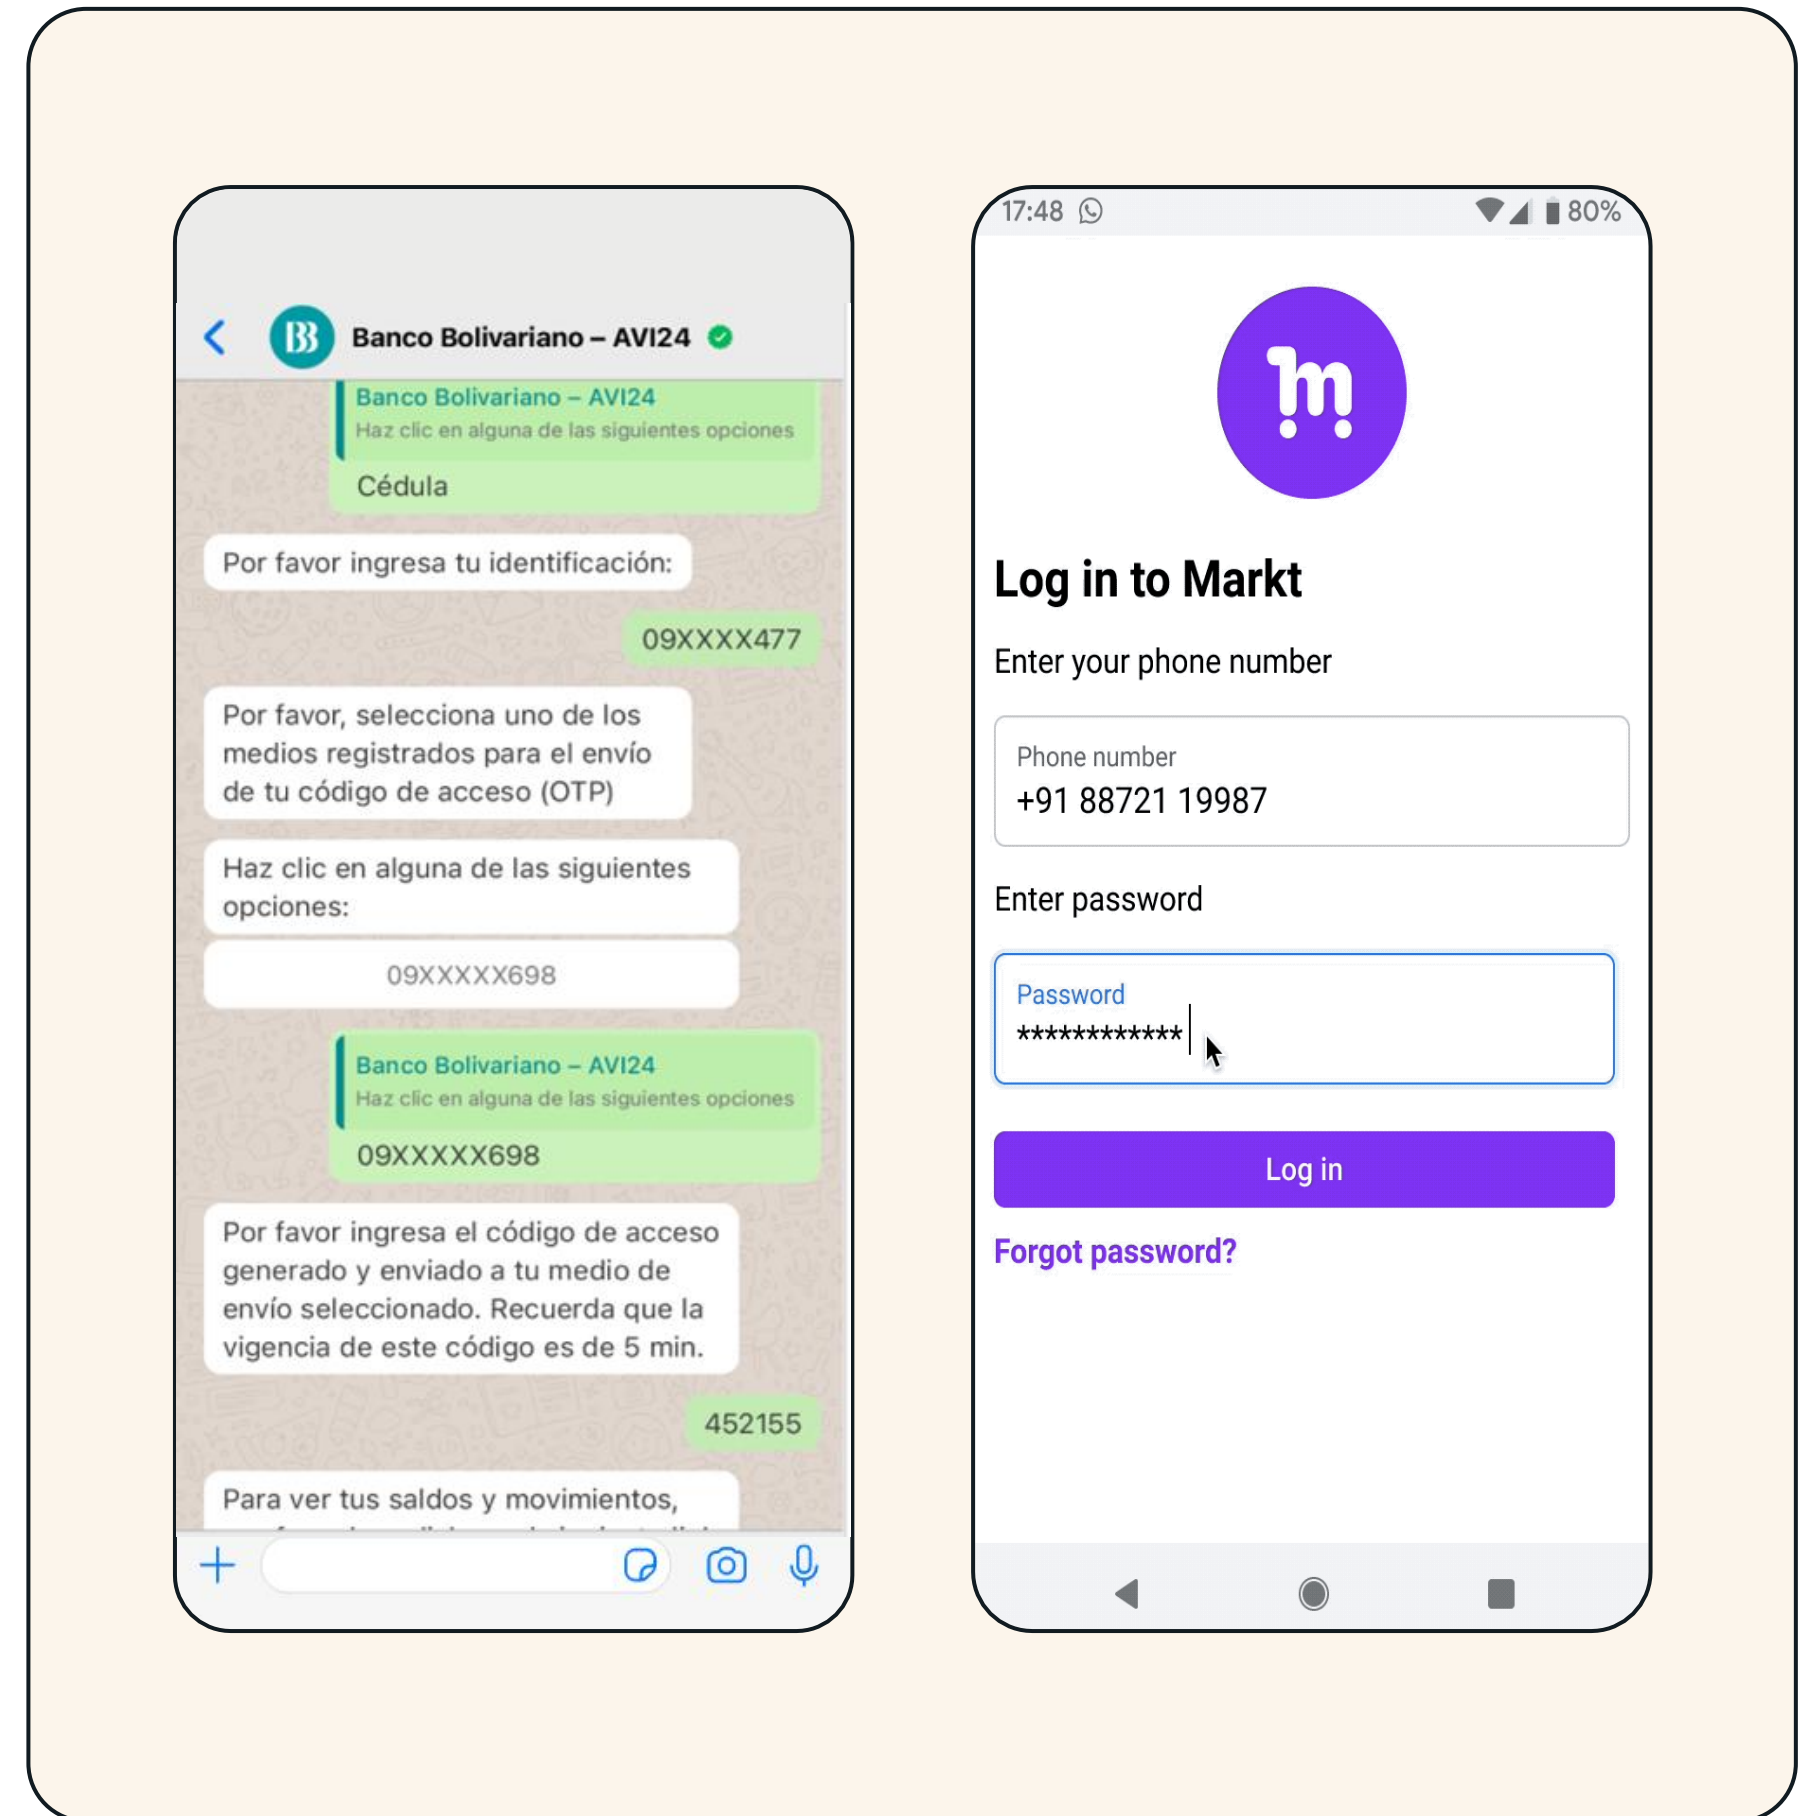 Banco Bolivariano – AVI24
Banco Bolivariano – AVI24
Haz clic en alguna de las siguientes opciones
Cédula
Por favor ingresa tu identificación:
09XXXX477
Por favor, selecciona uno de los
medios registrados para el envío
de tu código de acceso (OTP)
Haz clic en alguna de las siguientes
opciones:
09XXXXX698
Banco Bolivariano – AVI24
Haz clic en alguna de las siguientes opciones
09XXXXX698
Por favor ingresa el código de acceso
generado y enviado a tu medio de
envío seleccionado. Recuerda que la
vigencia de este código es de 5 min.
452155
Para ver tus saldos y movimientos,
17:48
80%
m
Log in to Markt
Enter your phone number
Phone number
+91 88721 19987
Enter password
Password
************
Log in
Forgot password?